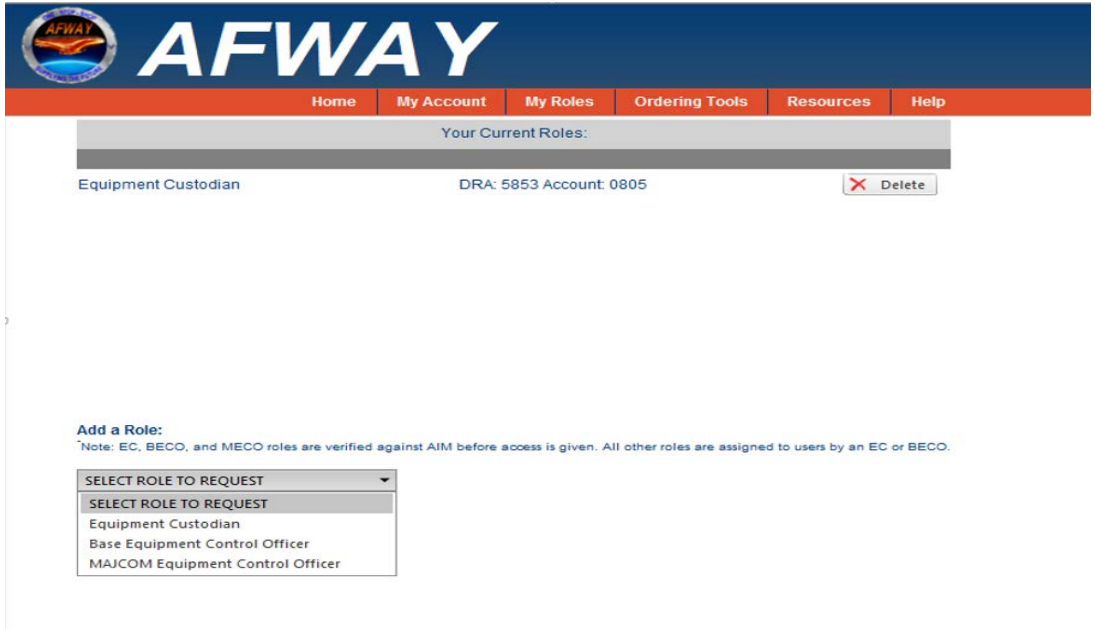 AFWAY
AFWAY
Home My Account My Roles Ordering Tools Resources Help
Your Current Roles:
Equipment Custodian DRA: 5853 Account: 0805 Delete
Add a Role:
Note: EC, BECO, and MECO roles are verified against AIM before access is given. All other roles are assigned to users by an EC or BECO.
SELECT ROLE TO REQUEST
SELECT ROLE TO REQUEST
Equipment Custodian
Base Equipment Control Officer
MAJCOM Equipment Control Officer